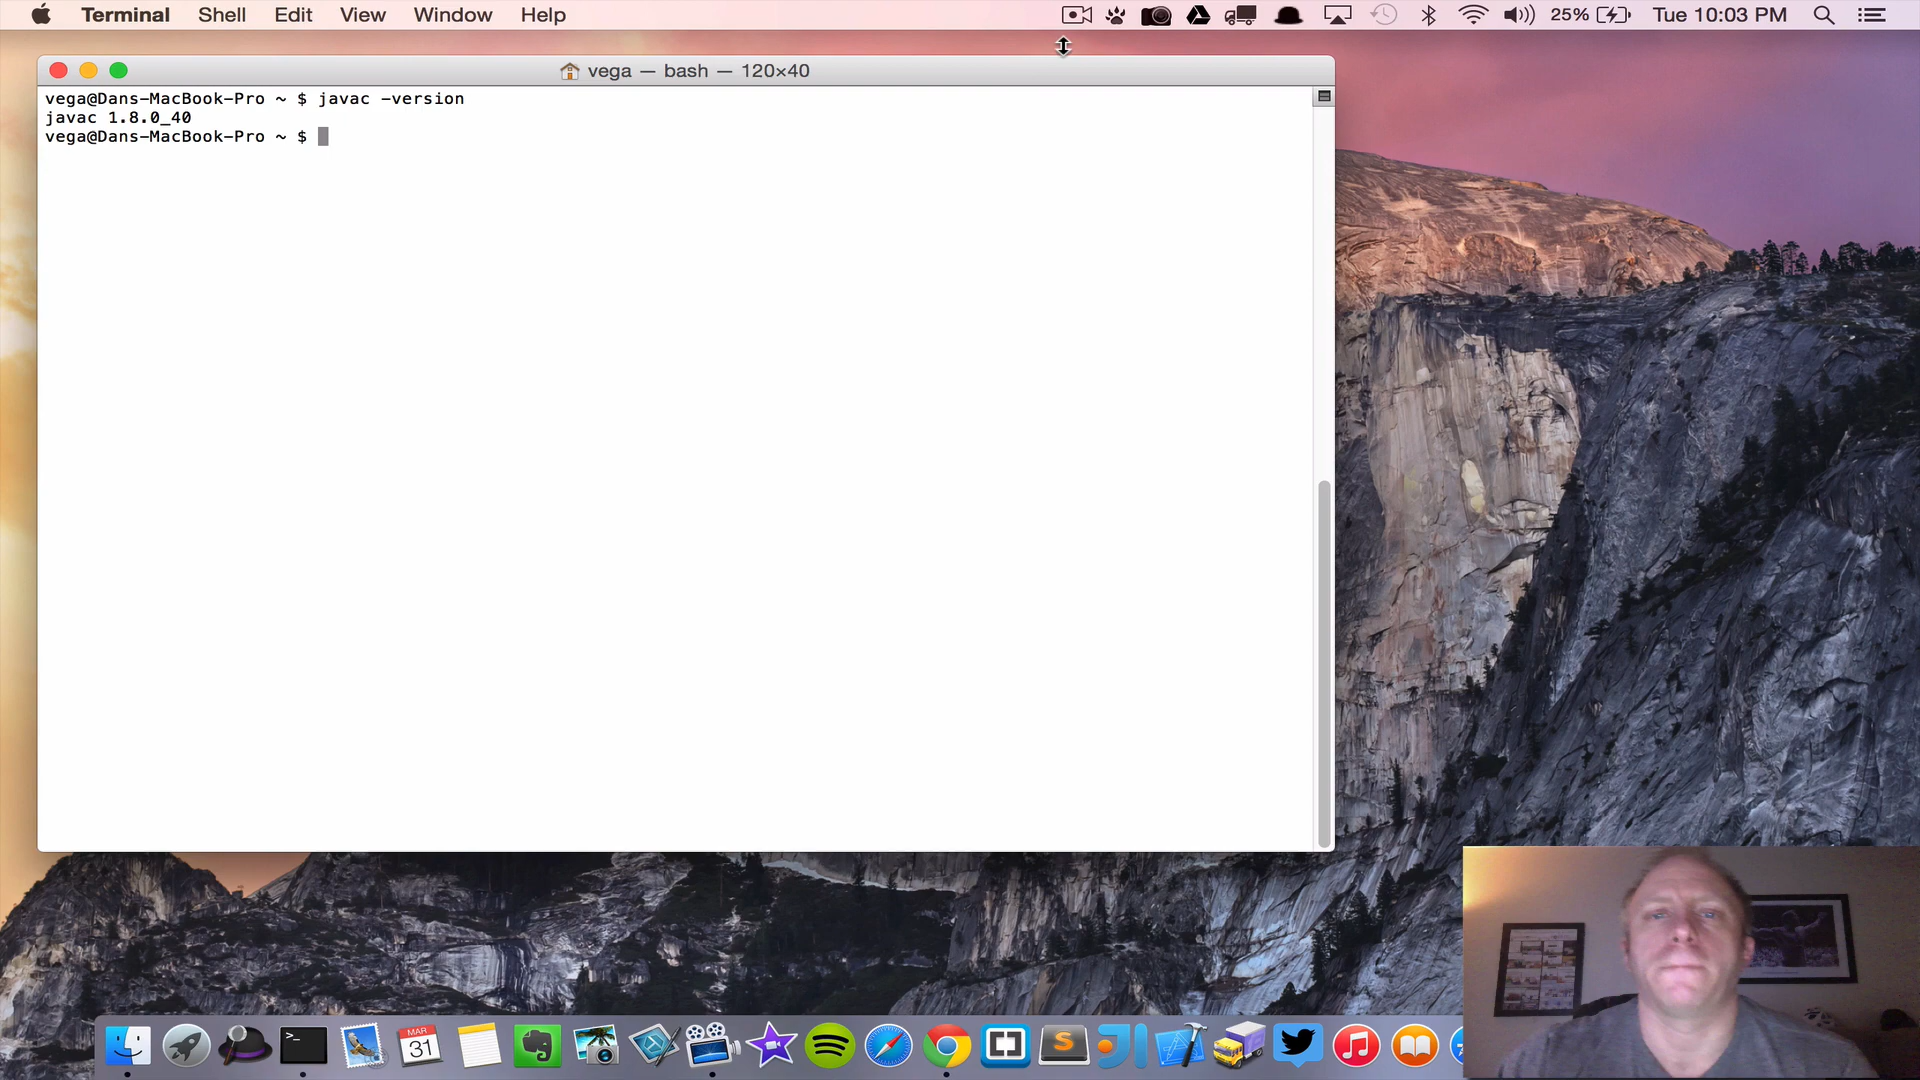 Terminal Shell Edit View Window Help 25% Tue 10:03 PM
vega — bash — 120×40
vega@Dans-MacBook-Pro ~ $ javac -version
javac 1.8.0_40
vega@Dans-MacBook-Pro ~ $
>_
MAR
31
S